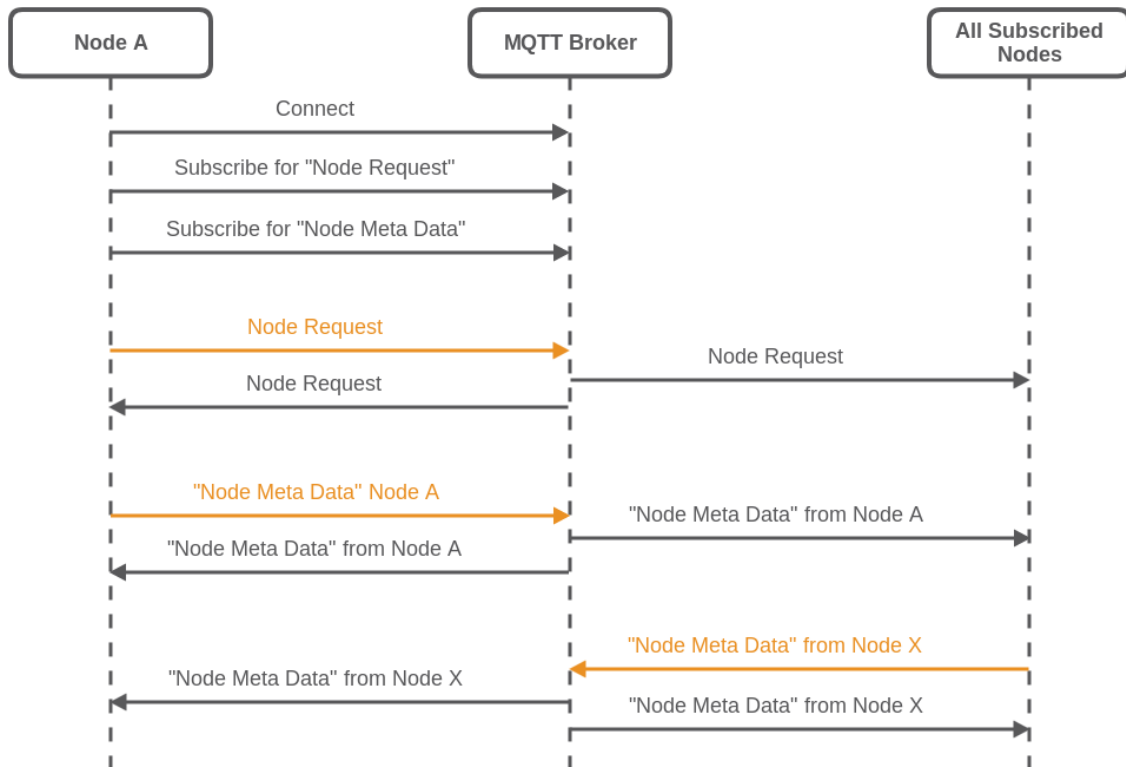 Node A
MQTT Broker
All Subscribed
Nodes
Connect
Subscribe for "Node Request"
Subscribe for "Node Meta Data"
Node Request
Node Request
Node Request
"Node Meta Data" Node A
"Node Meta Data" from Node A
"Node Meta Data" from Node A
"Node Meta Data" from Node X
"Node Meta Data" from Node X
"Node Meta Data" from Node X